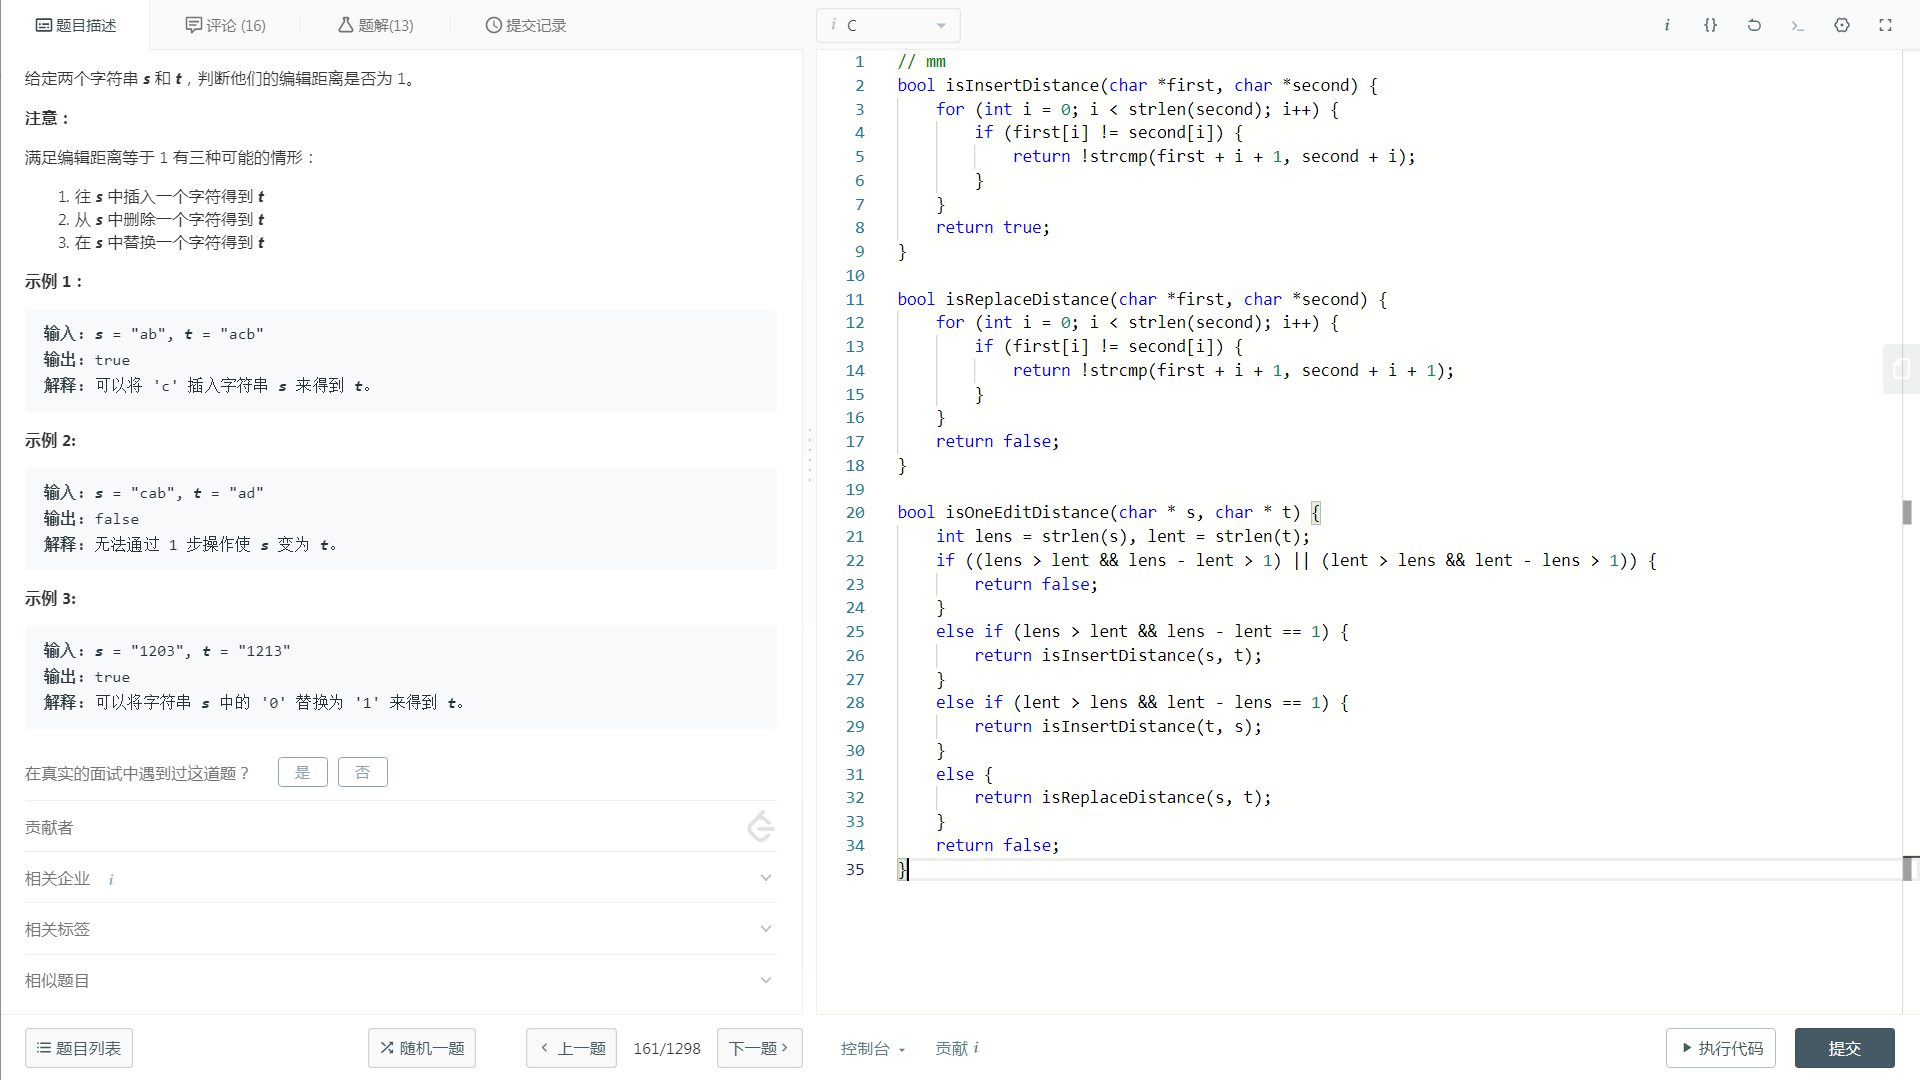 题目描述
评论 (16)
题解(13)
提交记录
给定两个字符串 s 和 t，判断他们的编辑距离是否为 1。
注意：
满足编辑距离等于 1 有三种可能的情形：
1. 往 s 中插入一个字符得到 t
2. 从 s 中删除一个字符得到 t
3. 在 s 中替换一个字符得到 t
示例 1：
输入: s = "ab", t = "acb"
输出: true
解释: 可以将 'c' 插入字符串 s 来得到 t。
示例 2:
输入: s = "cab", t = "ad"
输出: false
解释: 无法通过 1 步操作使 s 变为 t。
示例 3:
输入: s = "1203", t = "1213"
输出: true
解释: 可以将字符串 s 中的 '0' 替换为 '1' 来得到 t。
在真实的面试中遇到过这道题？ 是 否
贡献者
相关企业 i
相关标签
相似题目
题目列表
随机一题
上一题
161/1298
下一题
i C
i {} >_
1 // mm
2 bool isInsertDistance(char *first, char *second) {
3     for (int i = 0; i < strlen(second); i++) {
4         if (first[i] != second[i]) {
5             return !strcmp(first + i + 1, second + i);
6         }
7     }
8     return true;
9 }
10
11 bool isReplaceDistance(char *first, char *second) {
12     for (int i = 0; i < strlen(second); i++) {
13         if (first[i] != second[i]) {
14             return !strcmp(first + i + 1, second + i + 1);
15         }
16     }
17     return false;
18 }
19
20 bool isOneEditDistance(char * s, char * t) {
21     int lens = strlen(s), lent = strlen(t);
22     if ((lens > lent && lens - lent > 1) || (lent > lens && lent - lens > 1)) {
23         return false;
24     }
25     else if (lens > lent && lens - lent == 1) {
26         return isInsertDistance(s, t);
27     }
28     else if (lent > lens && lent - lens == 1) {
29         return isInsertDistance(t, s);
30     }
31     else {
32         return isReplaceDistance(s, t);
33     }
34     return false;
35 }
控制台
贡献 i
执行代码
提交